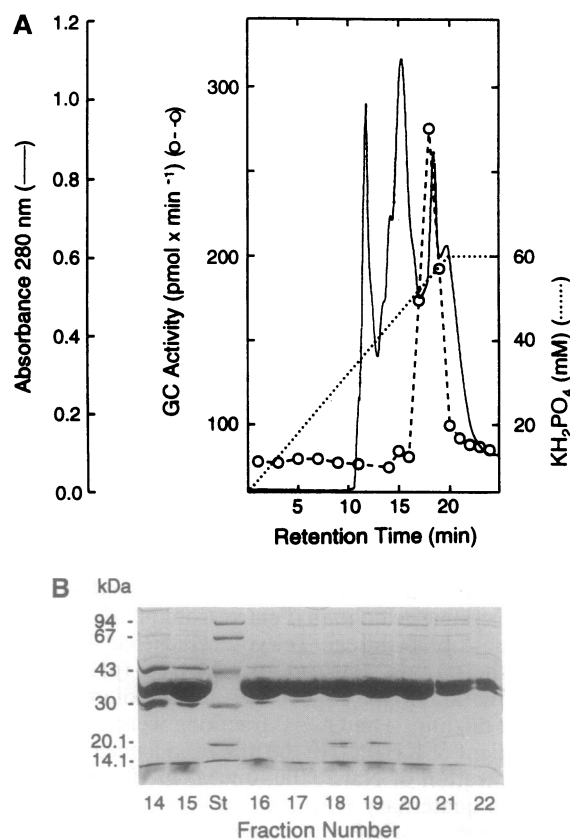 A
1.2
1.0
0.8
0.6
0.4
0.2
0.0
Absorbance 280 nm (——)
300
200
100
GC Activity (pmol x min ⁻¹) (o--o)
60
40
20
KH₂PO₄ (mM) (........)
5 10 15 20
Retention Time (min)
B kDa
94 -
67 -
43 -
30 -
20.1-
14.1-
14 15 St 16 17 18 19 20 21 22
Fraction Number